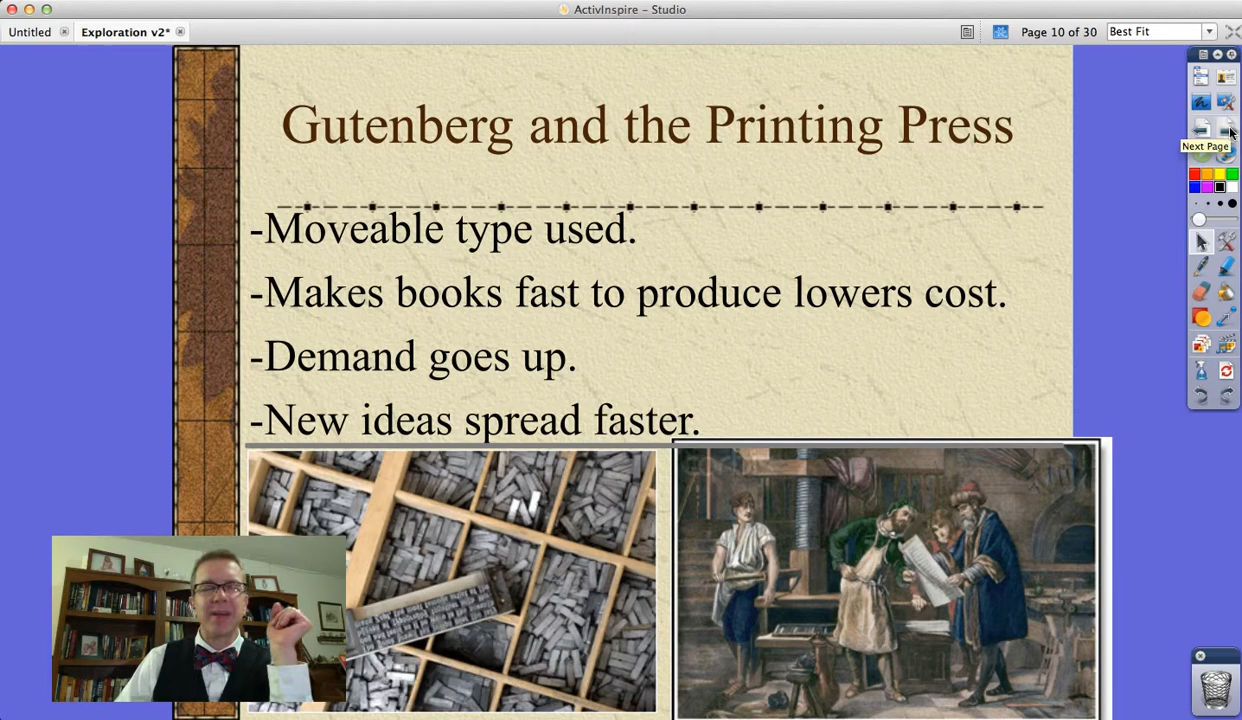 ActivInspire – Studio
Untitled
Exploration v2*
Page 10 of 30
Best Fit
Gutenberg and the Printing Press
Next Page
-Moveable type used.
-Makes books fast to produce lowers cost.
-Demand goes up.
-New ideas spread faster.